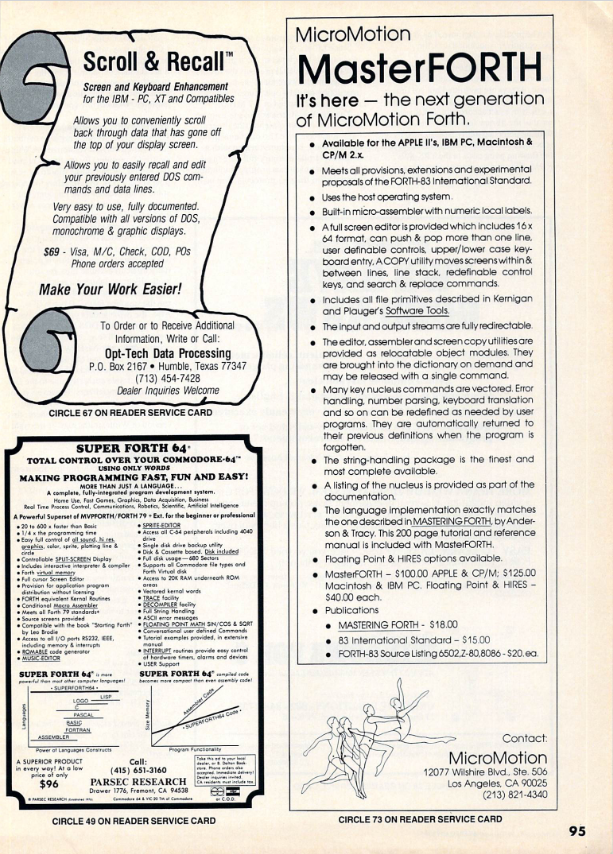 Scroll & Recall™
Screen and Keyboard Enhancement
for the IBM - PC, XT and Compatibles
Allows you to conveniently scroll
back through data that has gone off
the top of your display screen.
Allows you to easily recall and edit
your previously entered DOS com-
mands and data lines.
Very easy to use, fully documented.
Compatible with all versions of DOS,
monochrome & graphic displays.
$69 - Visa, M/C, Check, COD, POs
Phone orders accepted
Make Your Work Easier!
To Order or to Receive Additional
Information, Write or Call:
Opt-Tech Data Processing
P.O. Box 2167 • Humble, Texas 77347
(713) 454-7428
Dealer Inquiries Welcome
CIRCLE 67 ON READER SERVICE CARD
SUPER FORTH 64®
TOTAL CONTROL OVER YOUR COMMODORE-64™
USING ONLY WORDS
MAKING PROGRAMMING FAST, FUN AND EASY!
MORE THAN JUST A LANGUAGE...
A complete, fully-integrated program development system.
Home Use, Fast Games, Graphics, Data Acquisition, Business
Real Time Process Control, Communications, Robotics, Scientific, Artificial Intelligence
A Powerful Superset of MVPFORTH/FORTH 79 + Ext. for the beginner or professional
• 20 to 600 x faster than Basic
• 1/4 x the programming time
• Easy full control of all sound, hi res,
graphics, color, sprite, plotting line &
circle
• Controllable SPLIT-SCREEN Display
• Includes interactive interpreter & compiler
• Forth virtual memory
• Full cursor Screen Editor
• Provision for application program
distribution without licensing
• FORTH equivalent Kernal Routines
• Conditional Macro Assembler
• Meets all Forth 79 standards+
• Source screens provided
• Compatible with the book "Starting Forth"
by Leo Brodie
• Access to all I/O ports RS232, IEEE,
including memory & interrupts
• ROMABLE code generator
• MUSIC-EDITOR
• SPRITE-EDITOR
• Access all C-64 peripherals including 4040
drive
• Single disk drive backup utility
• Disk & Cassette based, Disk included
• Full disk usage—680 Sectors
• Supports all Commodore file types and
Forth Virtual disk
• Access to 20K RAM underneath ROM
areas
• Vectored kernal words
• TRACE facility
• DECOMPILER facility
• Full String Handling
• ASCII error messages
• FLOATING POINT MATH SIN/COS & SQRT
• Conversational user defined Commands
• Tutorial examples provided, in extensive
manual
• INTERRUPT routines provide easy control
of hardware timers, alarms and devices
• USER Support
SUPER FORTH 64® is more
powerful than most other computer languages!
Languages
• SUPERFORTH64 •
LISP
LOGO
C
PASCAL
BASIC
FORTRAN
ASSEMBLER
Power of Languages Constructs
SUPER FORTH 64® compiled code
becomes more compact than even assembly code!
Size Memory
Assembler Code
• SUPERFORTH64 Code •
Program Functionality
A SUPERIOR PRODUCT
in every way! At a low
price of only
$96
Call:
(415) 651-3160
PARSEC RESEARCH
Drawer 1776, Fremont, CA 94538
Commodore 64 & VIC 20 TM of Commodore
or C.O.D.
CIRCLE 49 ON READER SERVICE CARD
MicroMotion
MasterFORTH
It's here — the next generation
of MicroMotion Forth.
• Available for the APPLE II's, IBM PC, Macintosh &
CP/M 2.x.
• Meets all provisions, extensions and experimental
proposals of the FORTH-83 International Standard.
• Uses the host operating system.
• Built-in micro-assembler with numeric local labels.
• A full screen editor is provided which includes 16 x
64 format, can push & pop more than one line,
user definable controls, upper/lower case key-
board entry, A COPY utility moves screens within &
between lines, line stack, redefinable control
keys, and search & replace commands.
• Includes all file primitives described in Kernigan
and Plauger's Software Tools.
• The input and output streams are fully redirectable.
• The editor, assembler and screen copy utilities are
provided as relocatable object modules. They
are brought into the dictionary on demand and
may be released with a single command.
• Many key nucleus commands are vectored. Error
handling, number parsing, keyboard translation
and so on can be redefined as needed by user
programs. They are automatically returned to
their previous definitions when the program is
forgotten.
• The string-handling package is the finest and
most complete available.
• A listing of the nucleus is provided as part of the
documentation.
• The language implementation exactly matches
the one described in MASTERING FORTH, by Ander-
son & Tracy. This 200 page tutorial and reference
manual is included with MasterFORTH.
• Floating Point & HIRES options available.
• MasterFORTH – $100.00 APPLE & CP/M; $125.00
Macintosh & IBM PC. Floating Point & HIRES –
$40.00 each.
• Publications
• MASTERING FORTH - $18.00
• 83 International Standard – $15.00
• FORTH-83 Source Listing 6502, Z-80, 8086 - $20. ea.
Contact:
MicroMotion
12077 Wilshire Blvd., Ste. 506
Los Angeles, CA 90025
(213) 821-4340
CIRCLE 73 ON READER SERVICE CARD
95